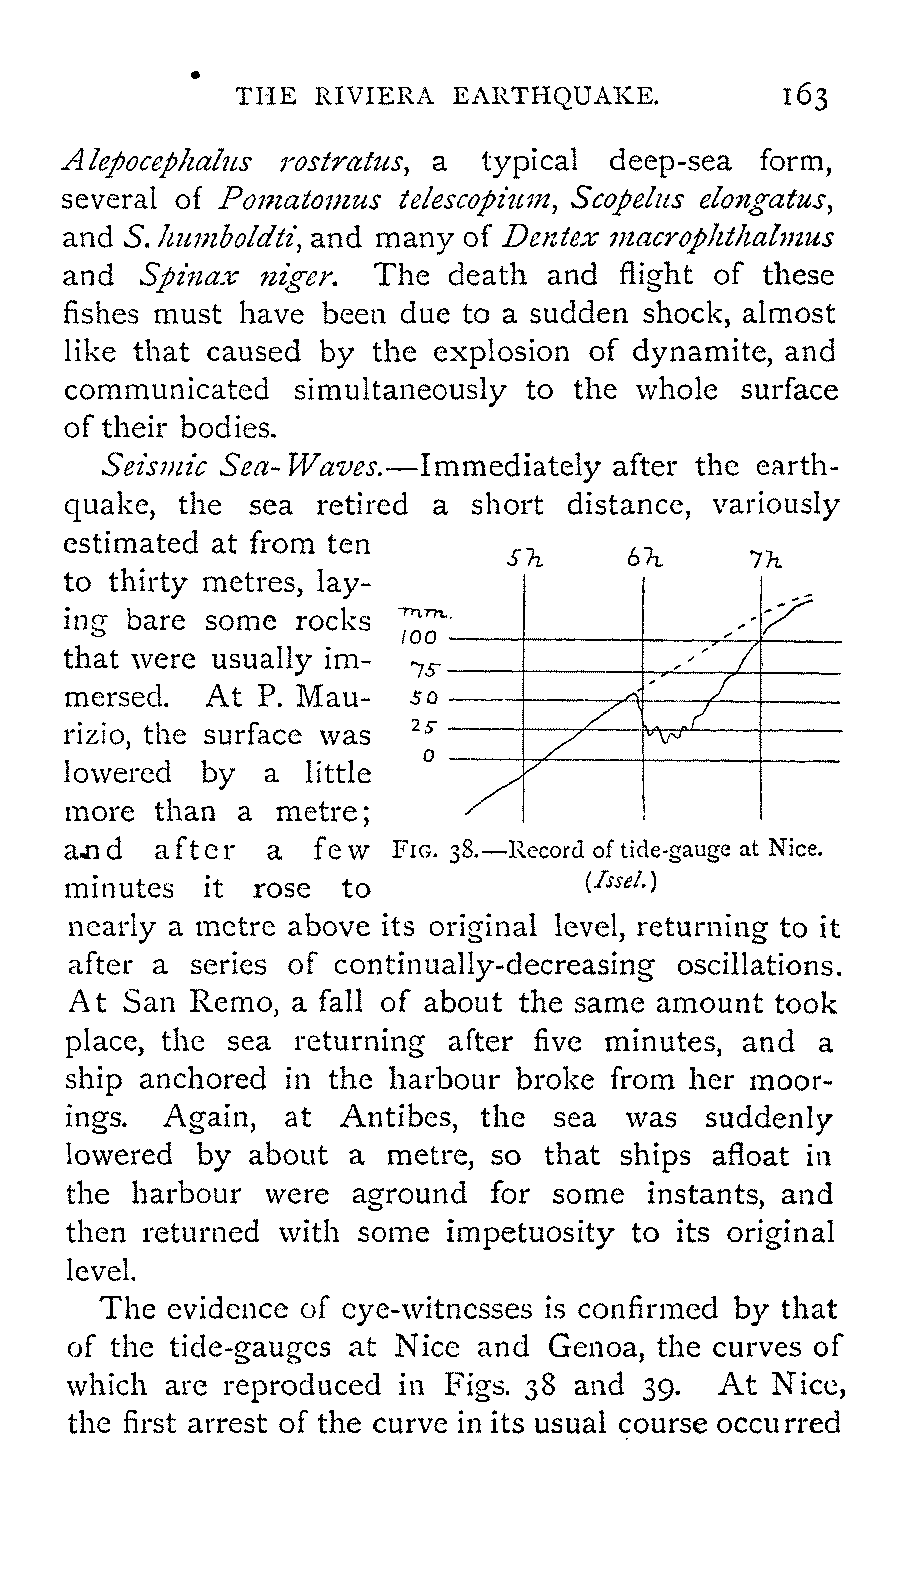 THE RIVIERA EARTHQUAKE. 163
Alepocephalus rostratus, a typical deep-sea form,
several of Pomatomus telescopium, Scopelus elongatus,
and S. humboldti, and many of Dentex macrophthalmus
and Spinax niger. The death and flight of these
fishes must have been due to a sudden shock, almost
like that caused by the explosion of dynamite, and
communicated simultaneously to the whole surface
of their bodies.
Seismic Sea-Waves.—Immediately after the earth-
quake, the sea retired a short distance, variously
estimated at from ten
to thirty metres, lay-
ing bare some rocks
that were usually im-
mersed. At P. Mau-
rizio, the surface was
lowered by a little
more than a metre;
and after a few
minutes it rose to
5h 6h 7h
mm.
100
75
50
25
0
FIG. 38.—Record of tide-gauge at Nice.
(Issel.)
nearly a metre above its original level, returning to it
after a series of continually-decreasing oscillations.
At San Remo, a fall of about the same amount took
place, the sea returning after five minutes, and a
ship anchored in the harbour broke from her moor-
ings. Again, at Antibes, the sea was suddenly
lowered by about a metre, so that ships afloat in
the harbour were aground for some instants, and
then returned with some impetuosity to its original
level.
The evidence of eye-witnesses is confirmed by that
of the tide-gauges at Nice and Genoa, the curves of
which are reproduced in Figs. 38 and 39. At Nice,
the first arrest of the curve in its usual course occurred